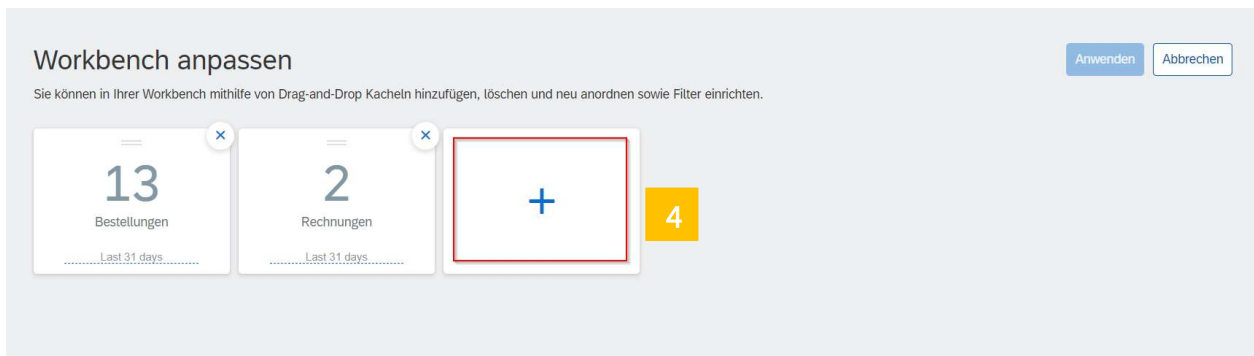 Workbench anpassen
Anwenden
Abbrechen
Sie können in Ihrer Workbench mithilfe von Drag-and-Drop Kacheln hinzufügen, löschen und neu anordnen sowie Filter einrichten.
13
Bestellungen
Last 31 days
2
Rechnungen
Last 31 days
+
4